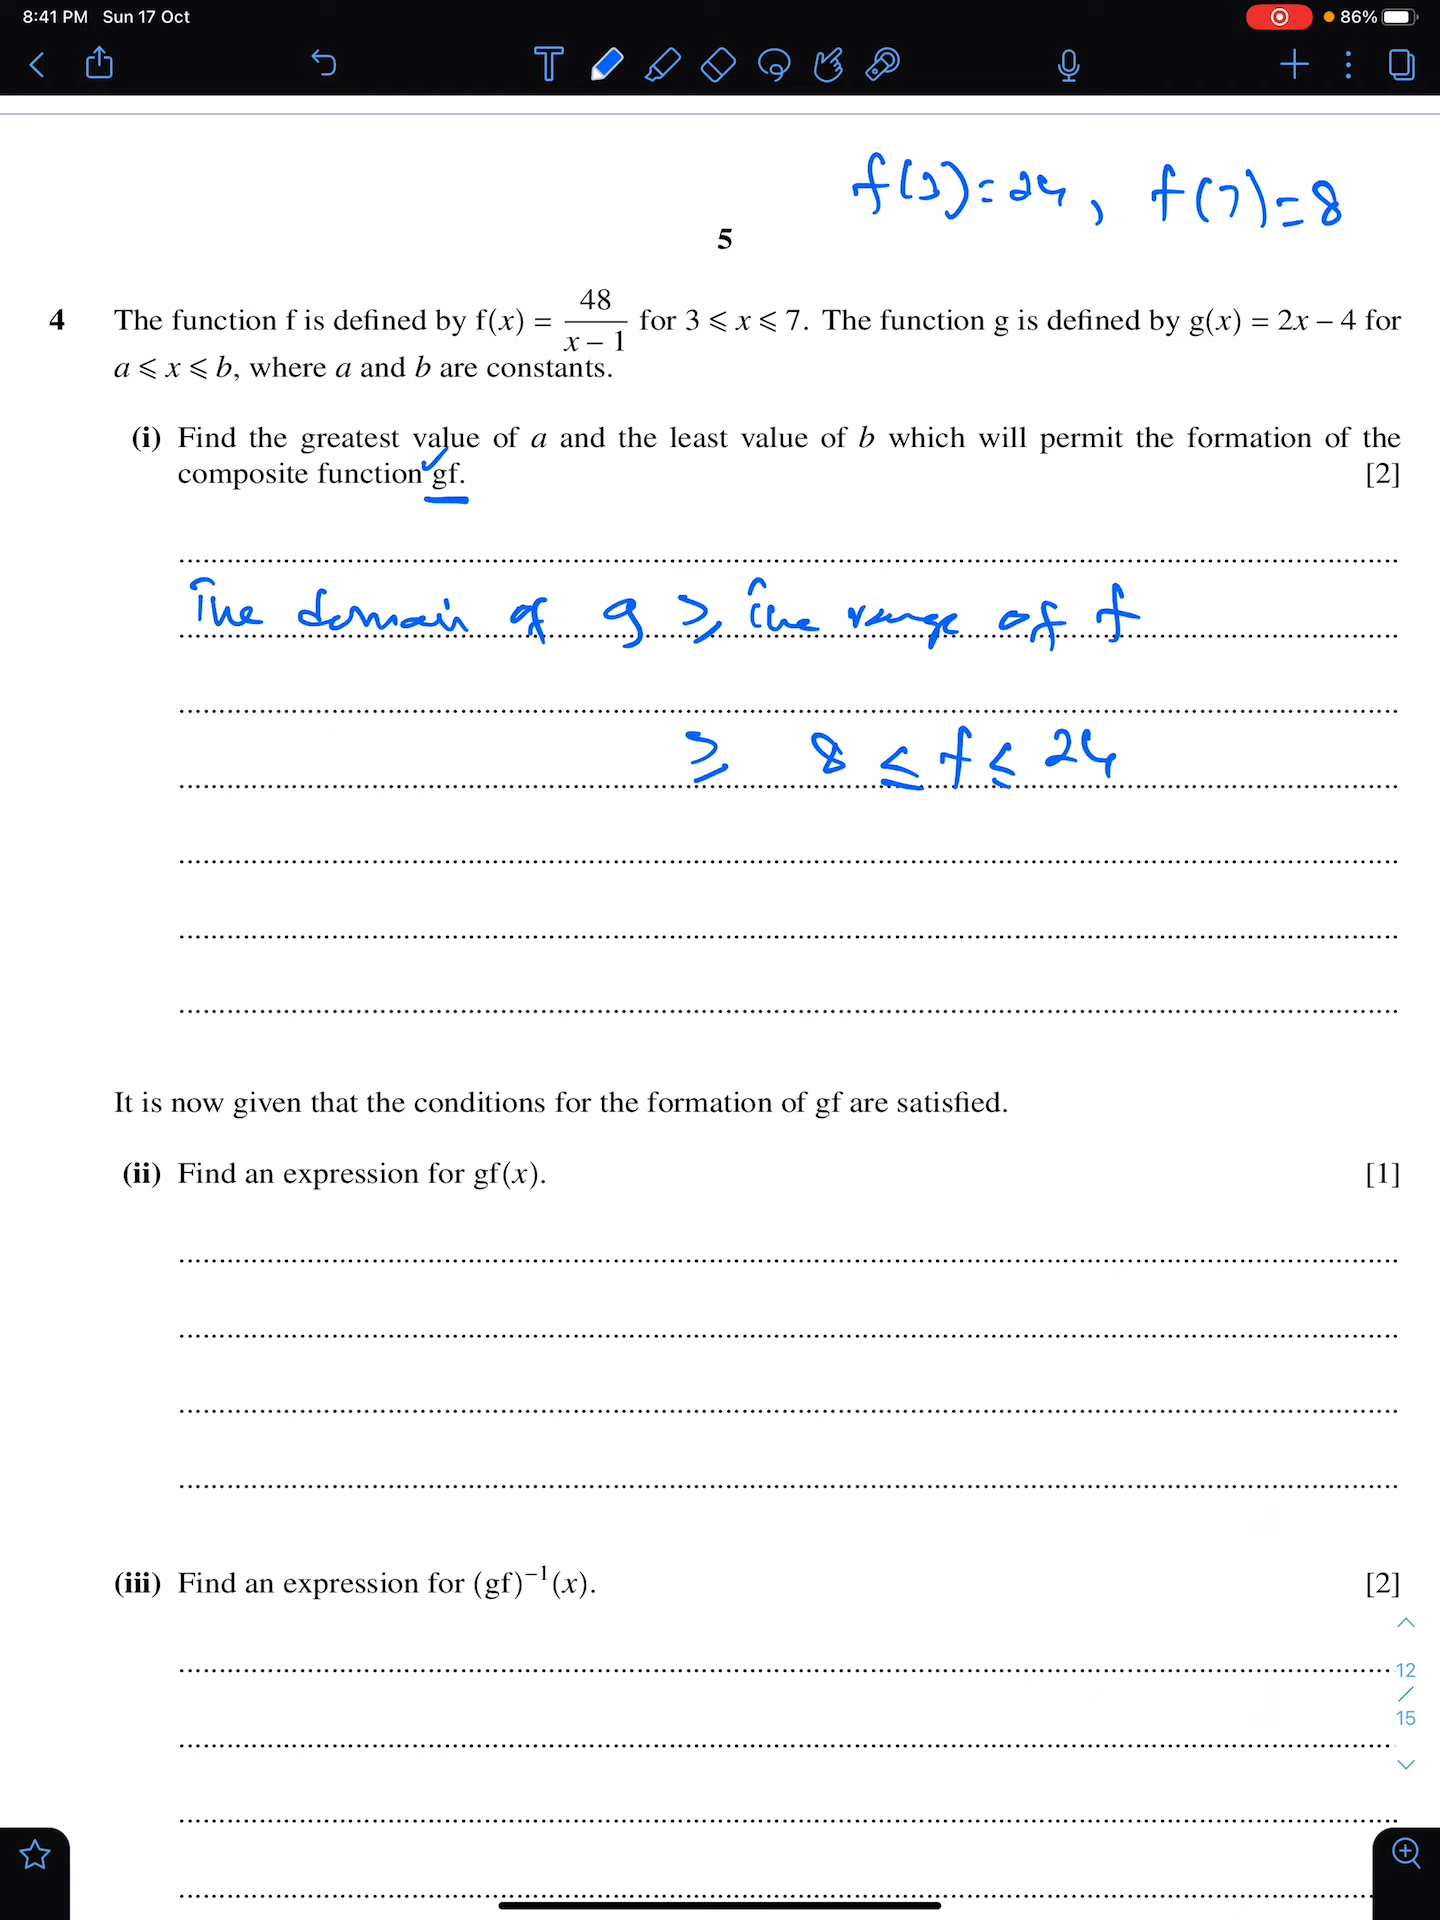 8:41 PM Sun 17 Oct
86%
f(3)=24, f(7)=8
5
4 The function f is defined by f(x) = 48/(x − 1) for 3 ⩽ x ⩽ 7. The function g is defined by g(x) = 2x − 4 for
a ⩽ x ⩽ b, where a and b are constants.
(i) Find the greatest value of a and the least value of b which will permit the formation of the
composite function gf. [2]
The domain of g ≥ the range of f
≥ 8 ≤ f ≤ 24
It is now given that the conditions for the formation of gf are satisfied.
(ii) Find an expression for gf(x). [1]
(iii) Find an expression for (gf)⁻¹(x). [2]
12
/
15